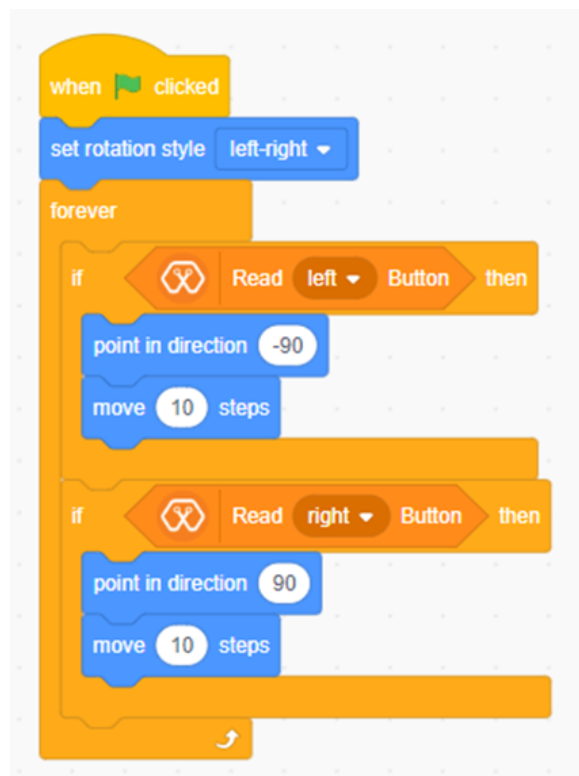 when clicked
set rotation style left-right
forever
if Read left Button then
point in direction -90
move 10 steps
if Read right Button then
point in direction 90
move 10 steps